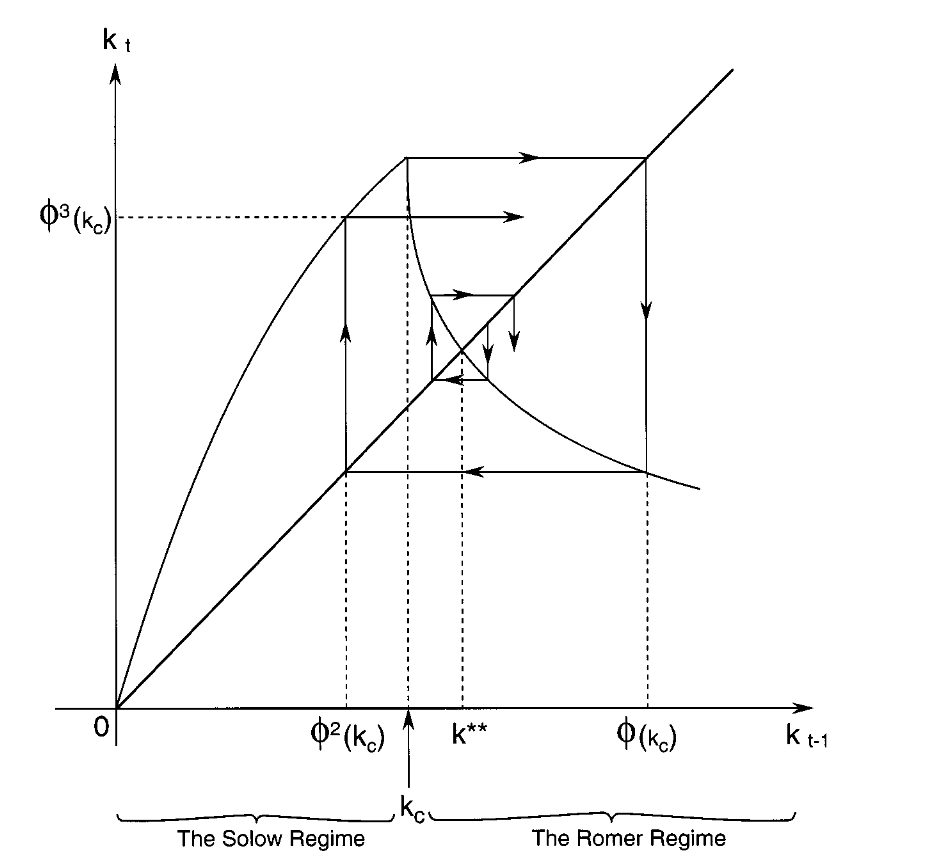 k t
ϕ³(kc)
0
ϕ²(kc)
k**
ϕ(kc)
k t-1
kc
The Solow Regime
The Romer Regime